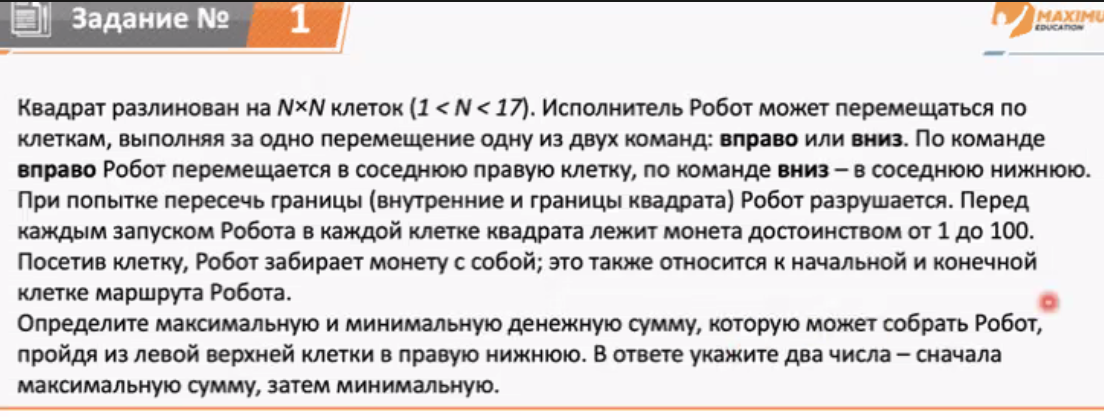 Задание № 1
MAXIMU
EDUCATION
Квадрат разлинован на N×N клеток (1 < N < 17). Исполнитель Робот может перемещаться по
клеткам, выполняя за одно перемещение одну из двух команд: вправо или вниз. По команде
вправо Робот перемещается в соседнюю правую клетку, по команде вниз – в соседнюю нижнюю.
При попытке пересечь границы (внутренние и границы квадрата) Робот разрушается. Перед
каждым запуском Робота в каждой клетке квадрата лежит монета достоинством от 1 до 100.
Посетив клетку, Робот забирает монету с собой; это также относится к начальной и конечной
клетке маршрута Робота.
Определите максимальную и минимальную денежную сумму, которую может собрать Робот,
пройдя из левой верхней клетки в правую нижнюю. В ответе укажите два числа – сначала
максимальную сумму, затем минимальную.